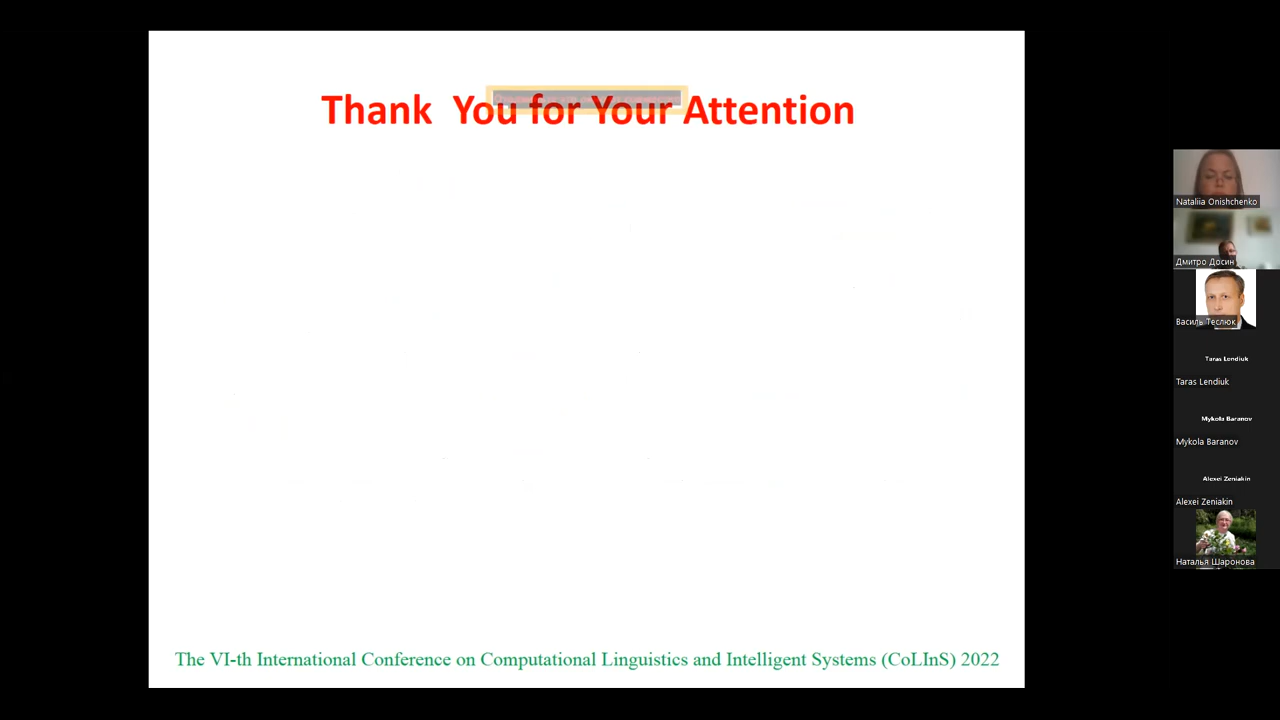 Thank You for Your Attention
The VI-th International Conference on Computational Linguistics and Intelligent Systems (CoLInS) 2022
Nataliia Onishchenko
Дмитро Досин
Василь Теслюк
Taras Lendiuk
Taras Lendiuk
Mykola Baranov
Mykola Baranov
Alexei Zeniakin
Alexei Zeniakin
Наталья Шаронова